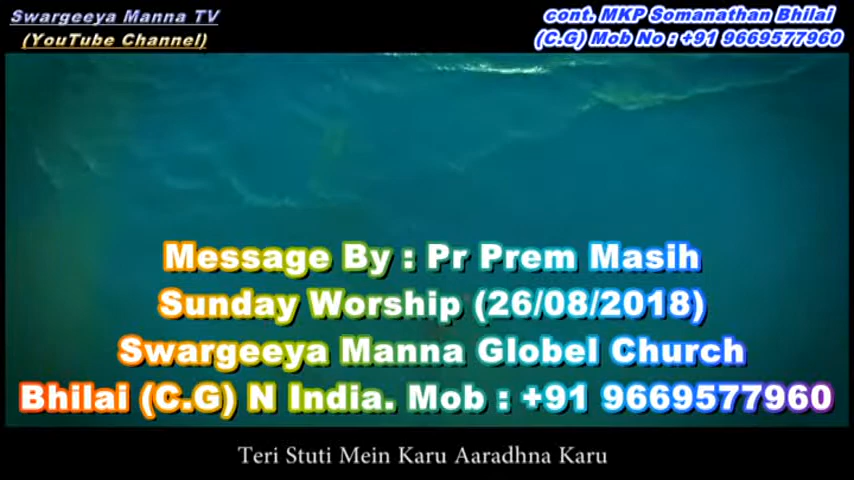 Swargeeya Manna TV
(YouTube Channel)
cont. MKP Somanathan Bhilai
(C.G) Mob No : +91 9669577960
Message By : Pr Prem Masih
Sunday Worship (26/08/2018)
Swargeeya Manna Globel Church
Bhilai (C.G) N India. Mob : +91 9669577960
Teri Stuti Mein Karu Aaradhna Karu